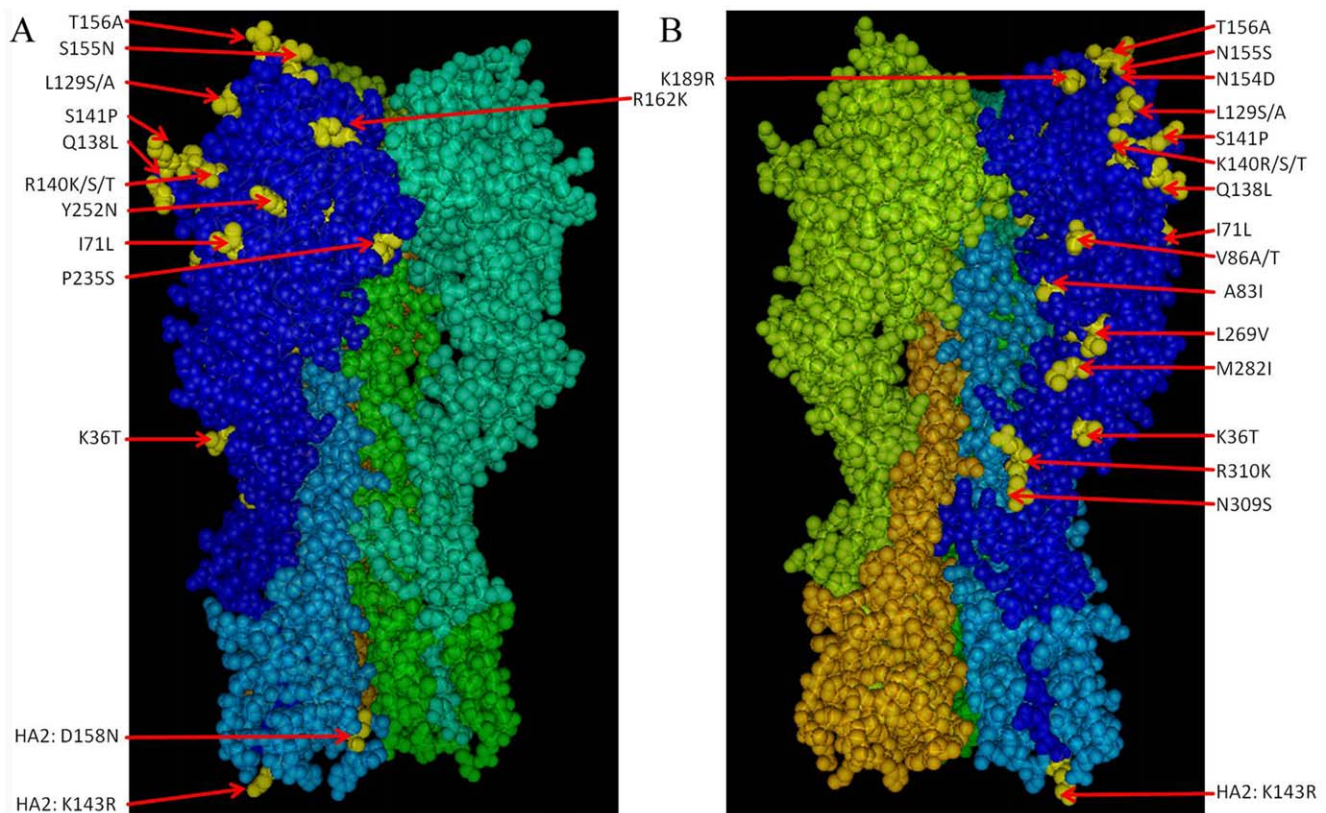 A
T156A
S155N
L129S/A
S141P
Q138L
R140K/S/T
Y252N
I71L
P235S
K36T
HA2: D158N
HA2: K143R
R162K
B
K189R
T156A
N155S
N154D
L129S/A
S141P
K140R/S/T
Q138L
I71L
V86A/T
A83I
L269V
M282I
K36T
R310K
N309S
HA2: K143R